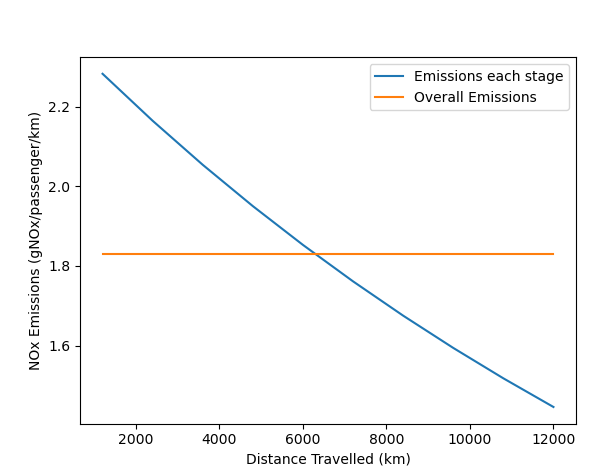 Emissions each stage
Overall Emissions
NOx Emissions (gNOx/passenger/km)
2.2
2.0
1.8
1.6
2000 4000 6000 8000 10000 12000
Distance Travelled (km)